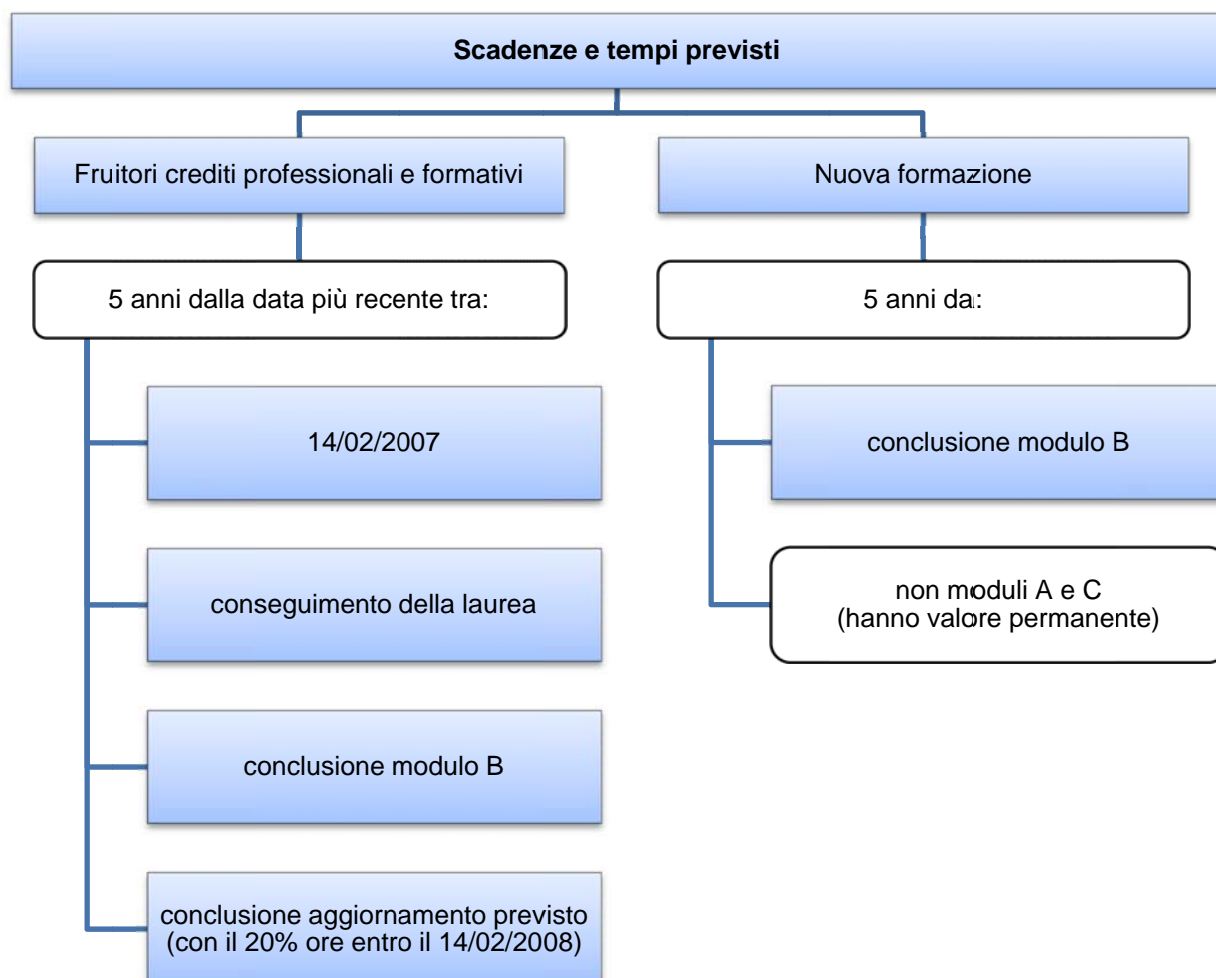 Scadenze e tempi previsti
Fruitori crediti professionali e formativi
Nuova formazione
5 anni dalla data più recente tra:
5 anni da:
14/02/2007
conclusione modulo B
conseguimento della laurea
non moduli A e C
(hanno valore permanente)
conclusione modulo B
conclusione aggiornamento previsto
(con il 20% ore entro il 14/02/2008)